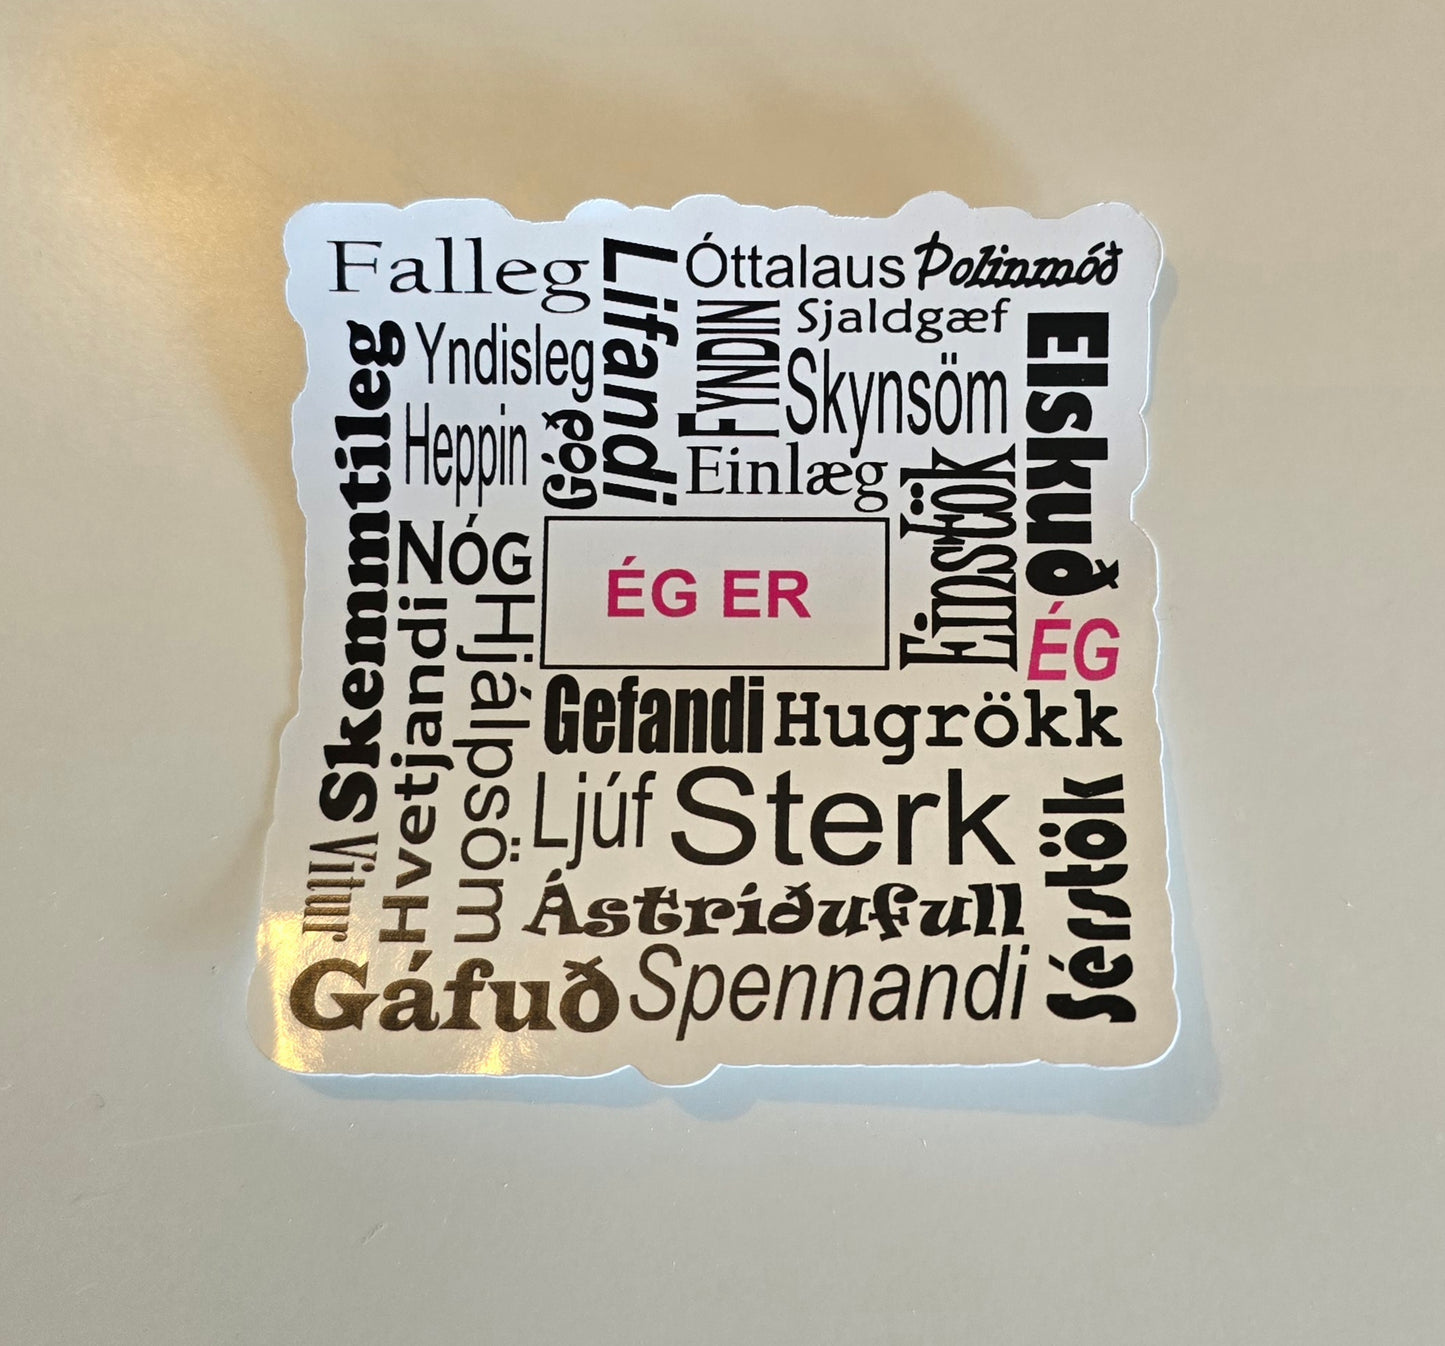 Falleg
Lifandi
Óttalaus
Þolinmóð
Skemmtileg
Yndisleg
FYNDIN
Sjaldgæf
Skynsöm
Elskuð
Heppin
Góð
Einlæg
Einstök
NÓG
ÉG ER
ÉG
Hvetjandi
Hjálpsöm
Gefandi
Hugrökk
Ljúf
Sterk
Sérstök
Vitur
Ástríðufull
Gáfuð
Spennandi